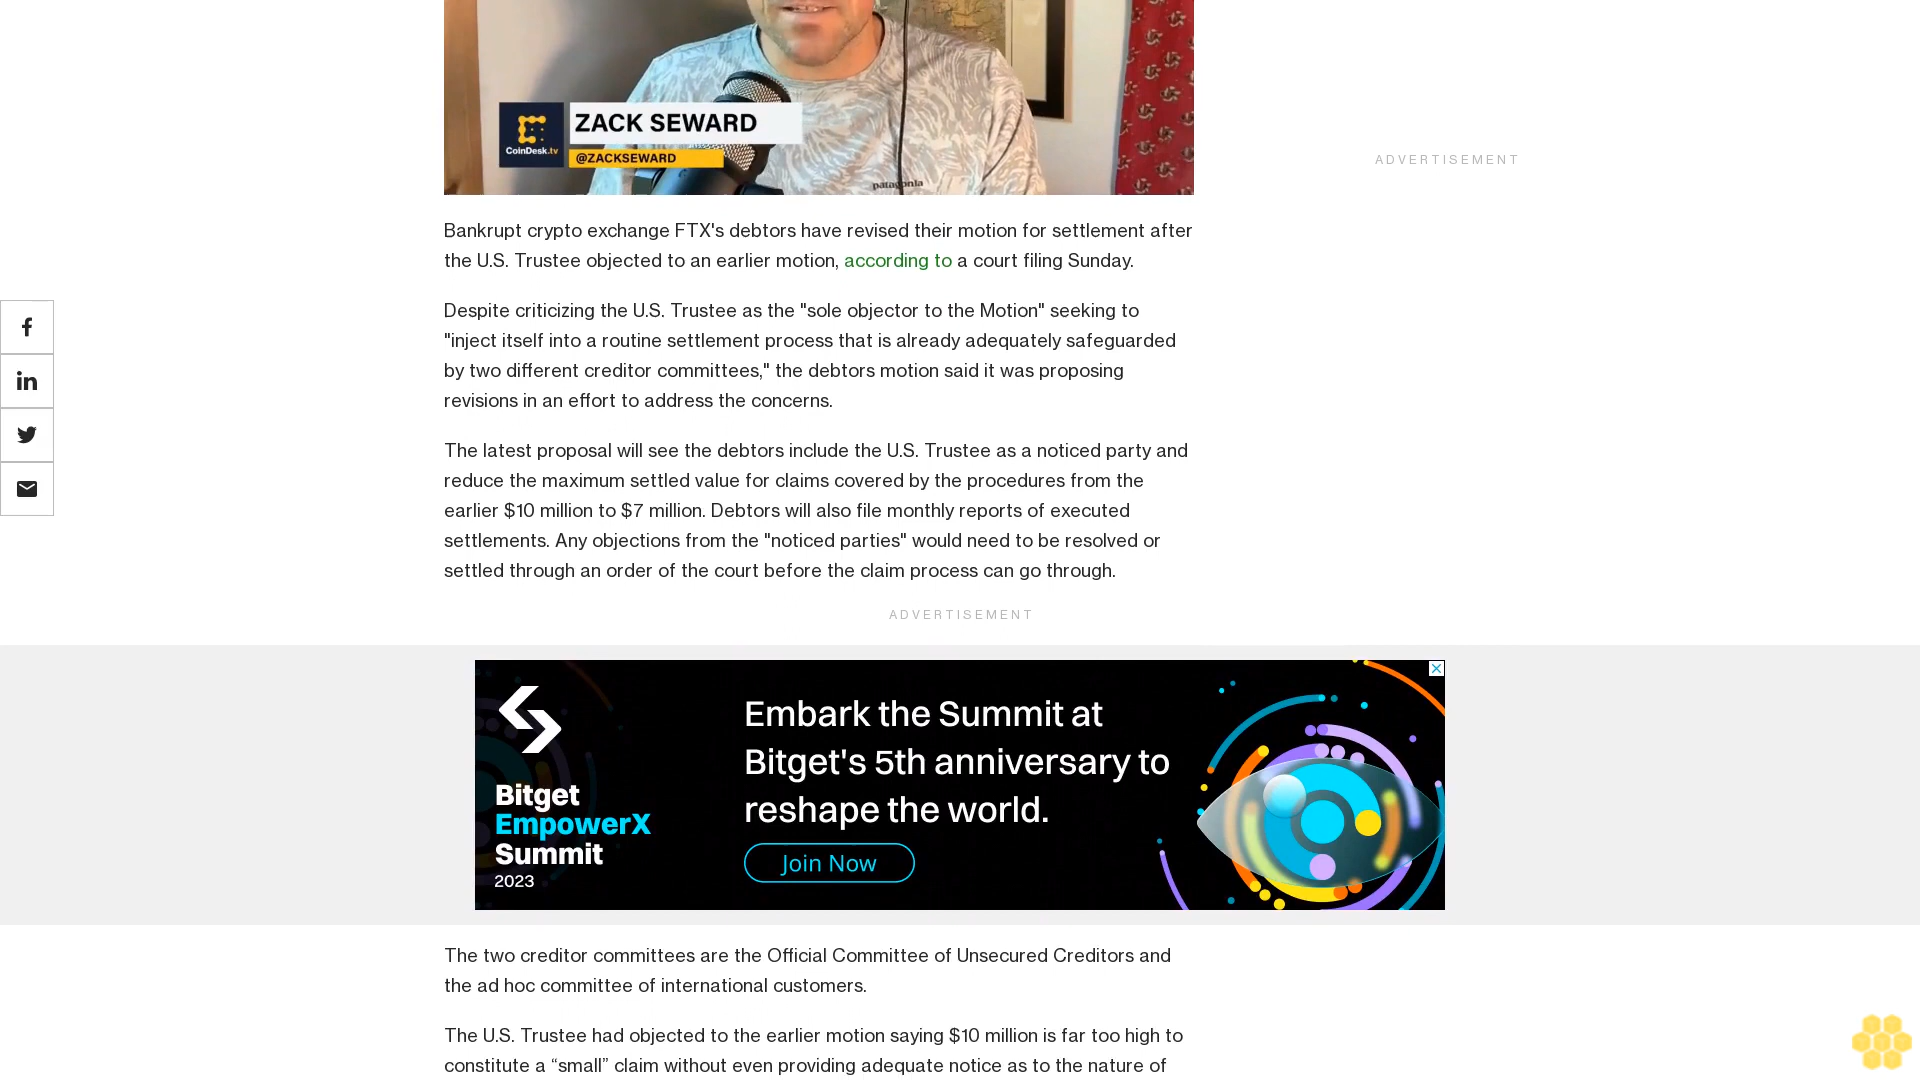 CoinDesk.tv
ZACK SEWARD
@ZACKSEWARD
patagonia
ADVERTISEMENT
Bankrupt crypto exchange FTX's debtors have revised their motion for settlement after
the U.S. Trustee objected to an earlier motion, according to a court filing Sunday.
Despite criticizing the U.S. Trustee as the "sole objector to the Motion" seeking to
"inject itself into a routine settlement process that is already adequately safeguarded
by two different creditor committees," the debtors motion said it was proposing
revisions in an effort to address the concerns.
The latest proposal will see the debtors include the U.S. Trustee as a noticed party and
reduce the maximum settled value for claims covered by the procedures from the
earlier $10 million to $7 million. Debtors will also file monthly reports of executed
settlements. Any objections from the "noticed parties" would need to be resolved or
settled through an order of the court before the claim process can go through.
ADVERTISEMENT
Bitget
EmpowerX
Summit
2023
Embark the Summit at
Bitget's 5th anniversary to
reshape the world.
Join Now
The two creditor committees are the Official Committee of Unsecured Creditors and
the ad hoc committee of international customers.
The U.S. Trustee had objected to the earlier motion saying $10 million is far too high to
constitute a “small” claim without even providing adequate notice as to the nature of